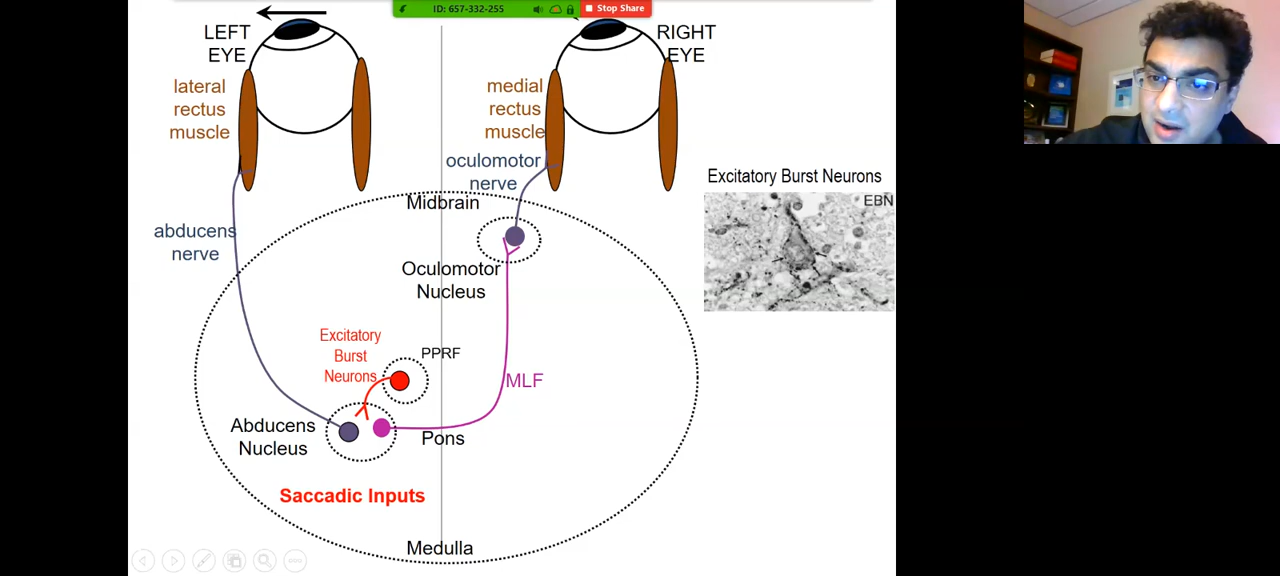 ID: 657-332-255
Stop Share
LEFT
EYE
RIGHT
EYE
lateral
rectus
muscle
medial
rectus
muscle
oculomotor
nerve
Excitatory Burst Neurons
EBN
Midbrain
abducens
nerve
Oculomotor
Nucleus
Excitatory
Burst
Neurons
PPRF
MLF
Abducens
Nucleus
Pons
Saccadic Inputs
Medulla